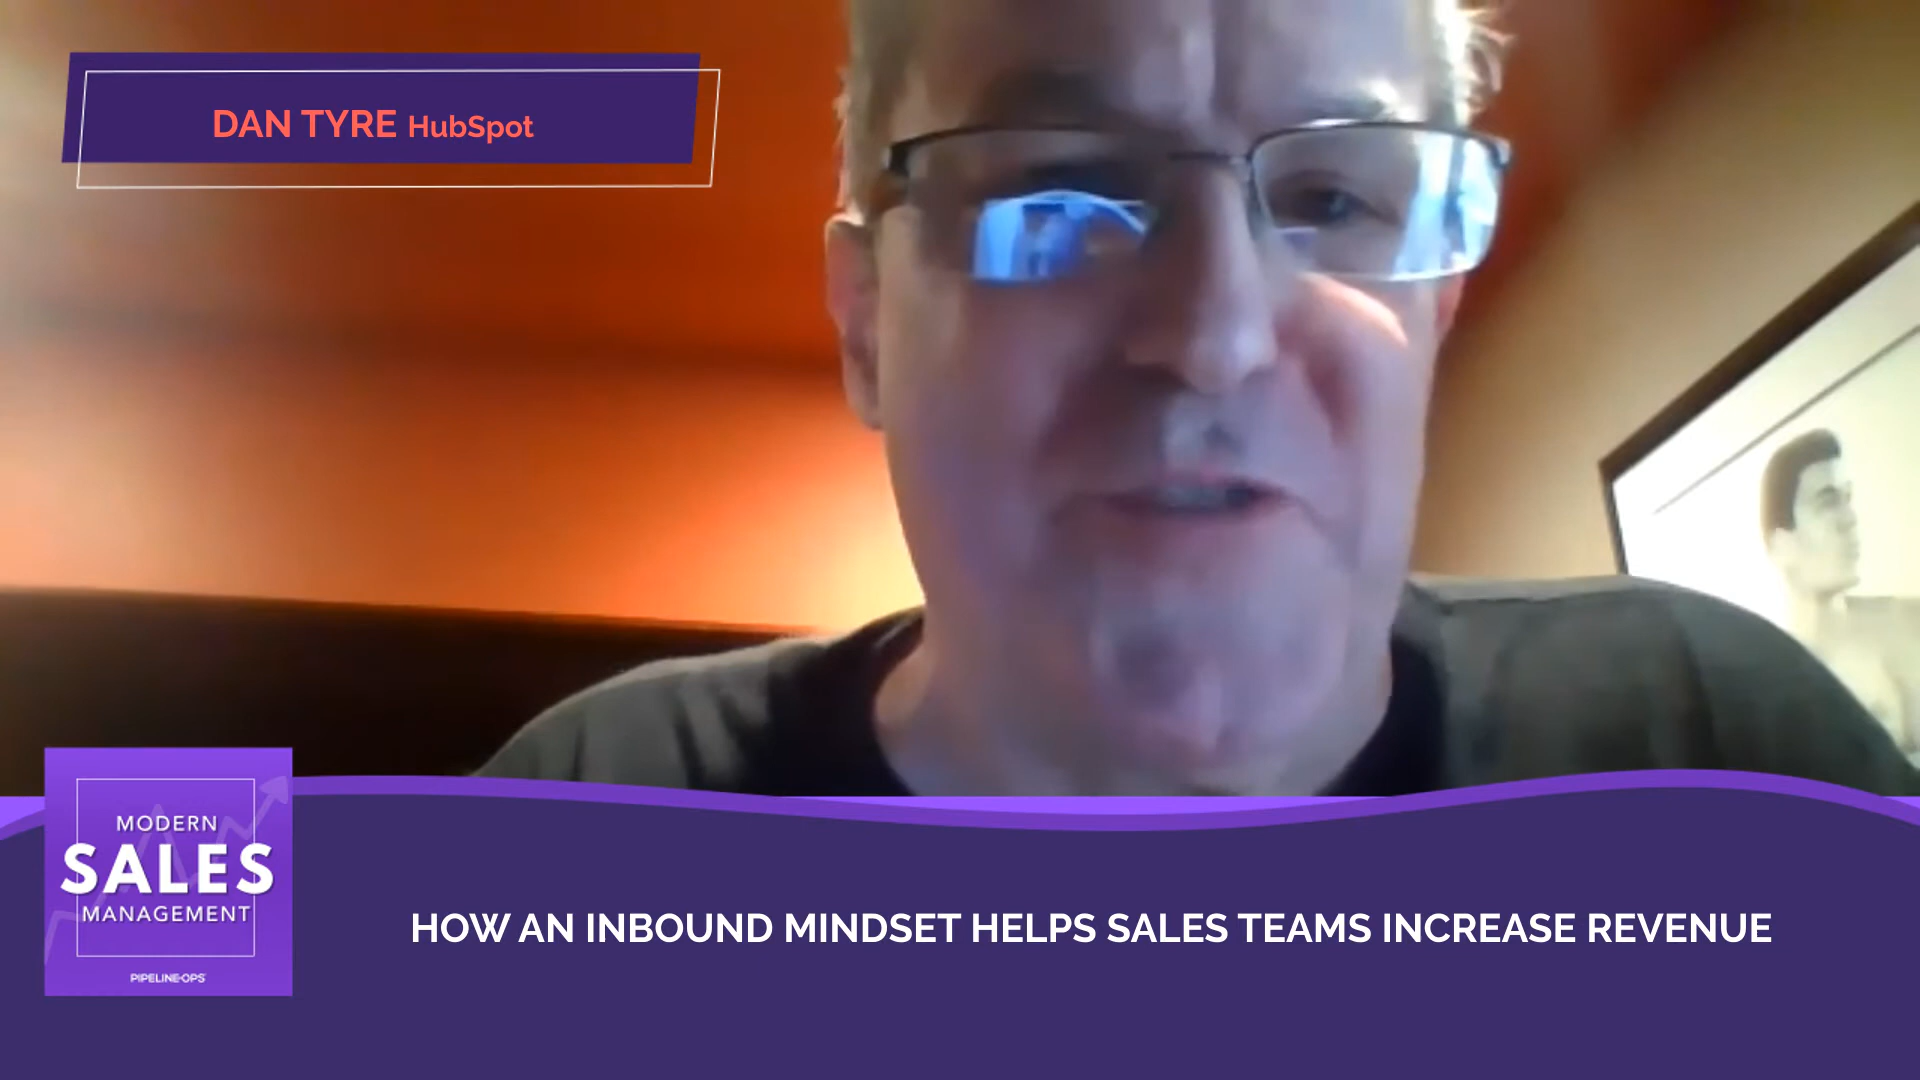 DAN TYRE HubSpot
MODERN
SALES
MANAGEMENT
PIPELINE-OPS
HOW AN INBOUND MINDSET HELPS SALES TEAMS INCREASE REVENUE